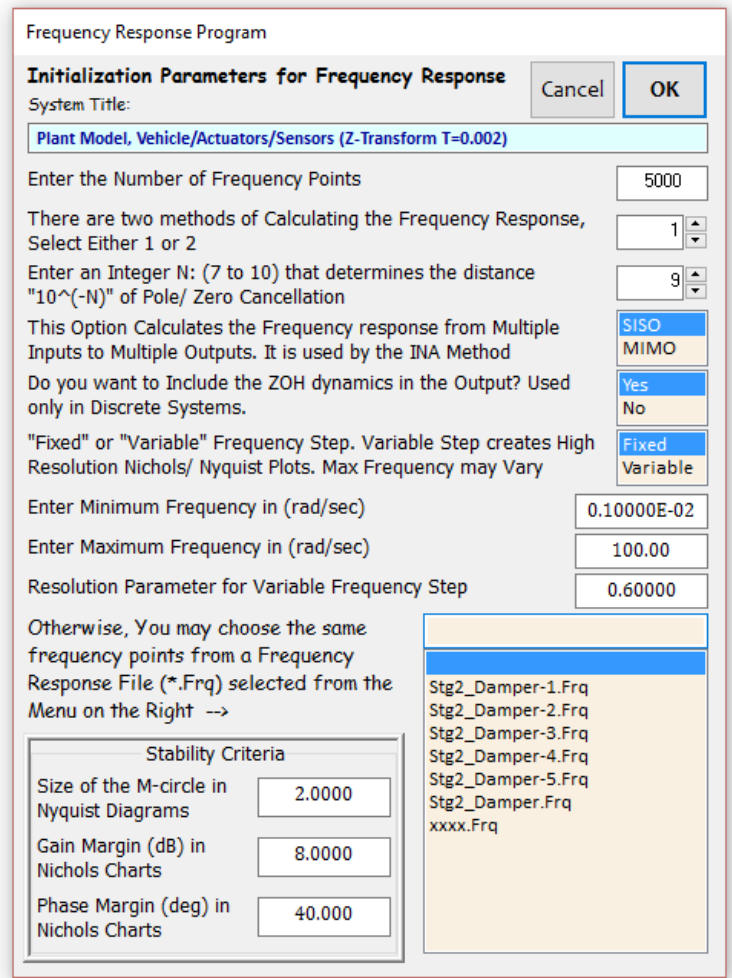 Frequency Response Program
Initialization Parameters for Frequency Response
Cancel
OK
System Title:
Plant Model, Vehicle/Actuators/Sensors (Z-Transform T=0.002)
Enter the Number of Frequency Points
5000
There are two methods of Calculating the Frequency Response,
Select Either 1 or 2
1
Enter an Integer N: (7 to 10) that determines the distance
"10^(-N)" of Pole/ Zero Cancellation
9
This Option Calculates the Frequency response from Multiple
Inputs to Multiple Outputs. It is used by the INA Method
SISO
MIMO
Do you want to Include the ZOH dynamics in the Output? Used
only in Discrete Systems.
Yes
No
"Fixed" or "Variable" Frequency Step. Variable Step creates High
Resolution Nichols/ Nyquist Plots. Max Frequency may Vary
Fixed
Variable
Enter Minimum Frequency in (rad/sec)
0.10000E-02
Enter Maximum Frequency in (rad/sec)
100.00
Resolution Parameter for Variable Frequency Step
0.60000
Otherwise, You may choose the same
frequency points from a Frequency
Response File (*.Frq) selected from the
Menu on the Right -->
Stg2_Damper-1.Frq
Stg2_Damper-2.Frq
Stg2_Damper-3.Frq
Stg2_Damper-4.Frq
Stg2_Damper-5.Frq
Stg2_Damper.Frq
xxxx.Frq
Stability Criteria
Size of the M-circle in
Nyquist Diagrams
2.0000
Gain Margin (dB) in
Nichols Charts
8.0000
Phase Margin (deg) in
Nichols Charts
40.000